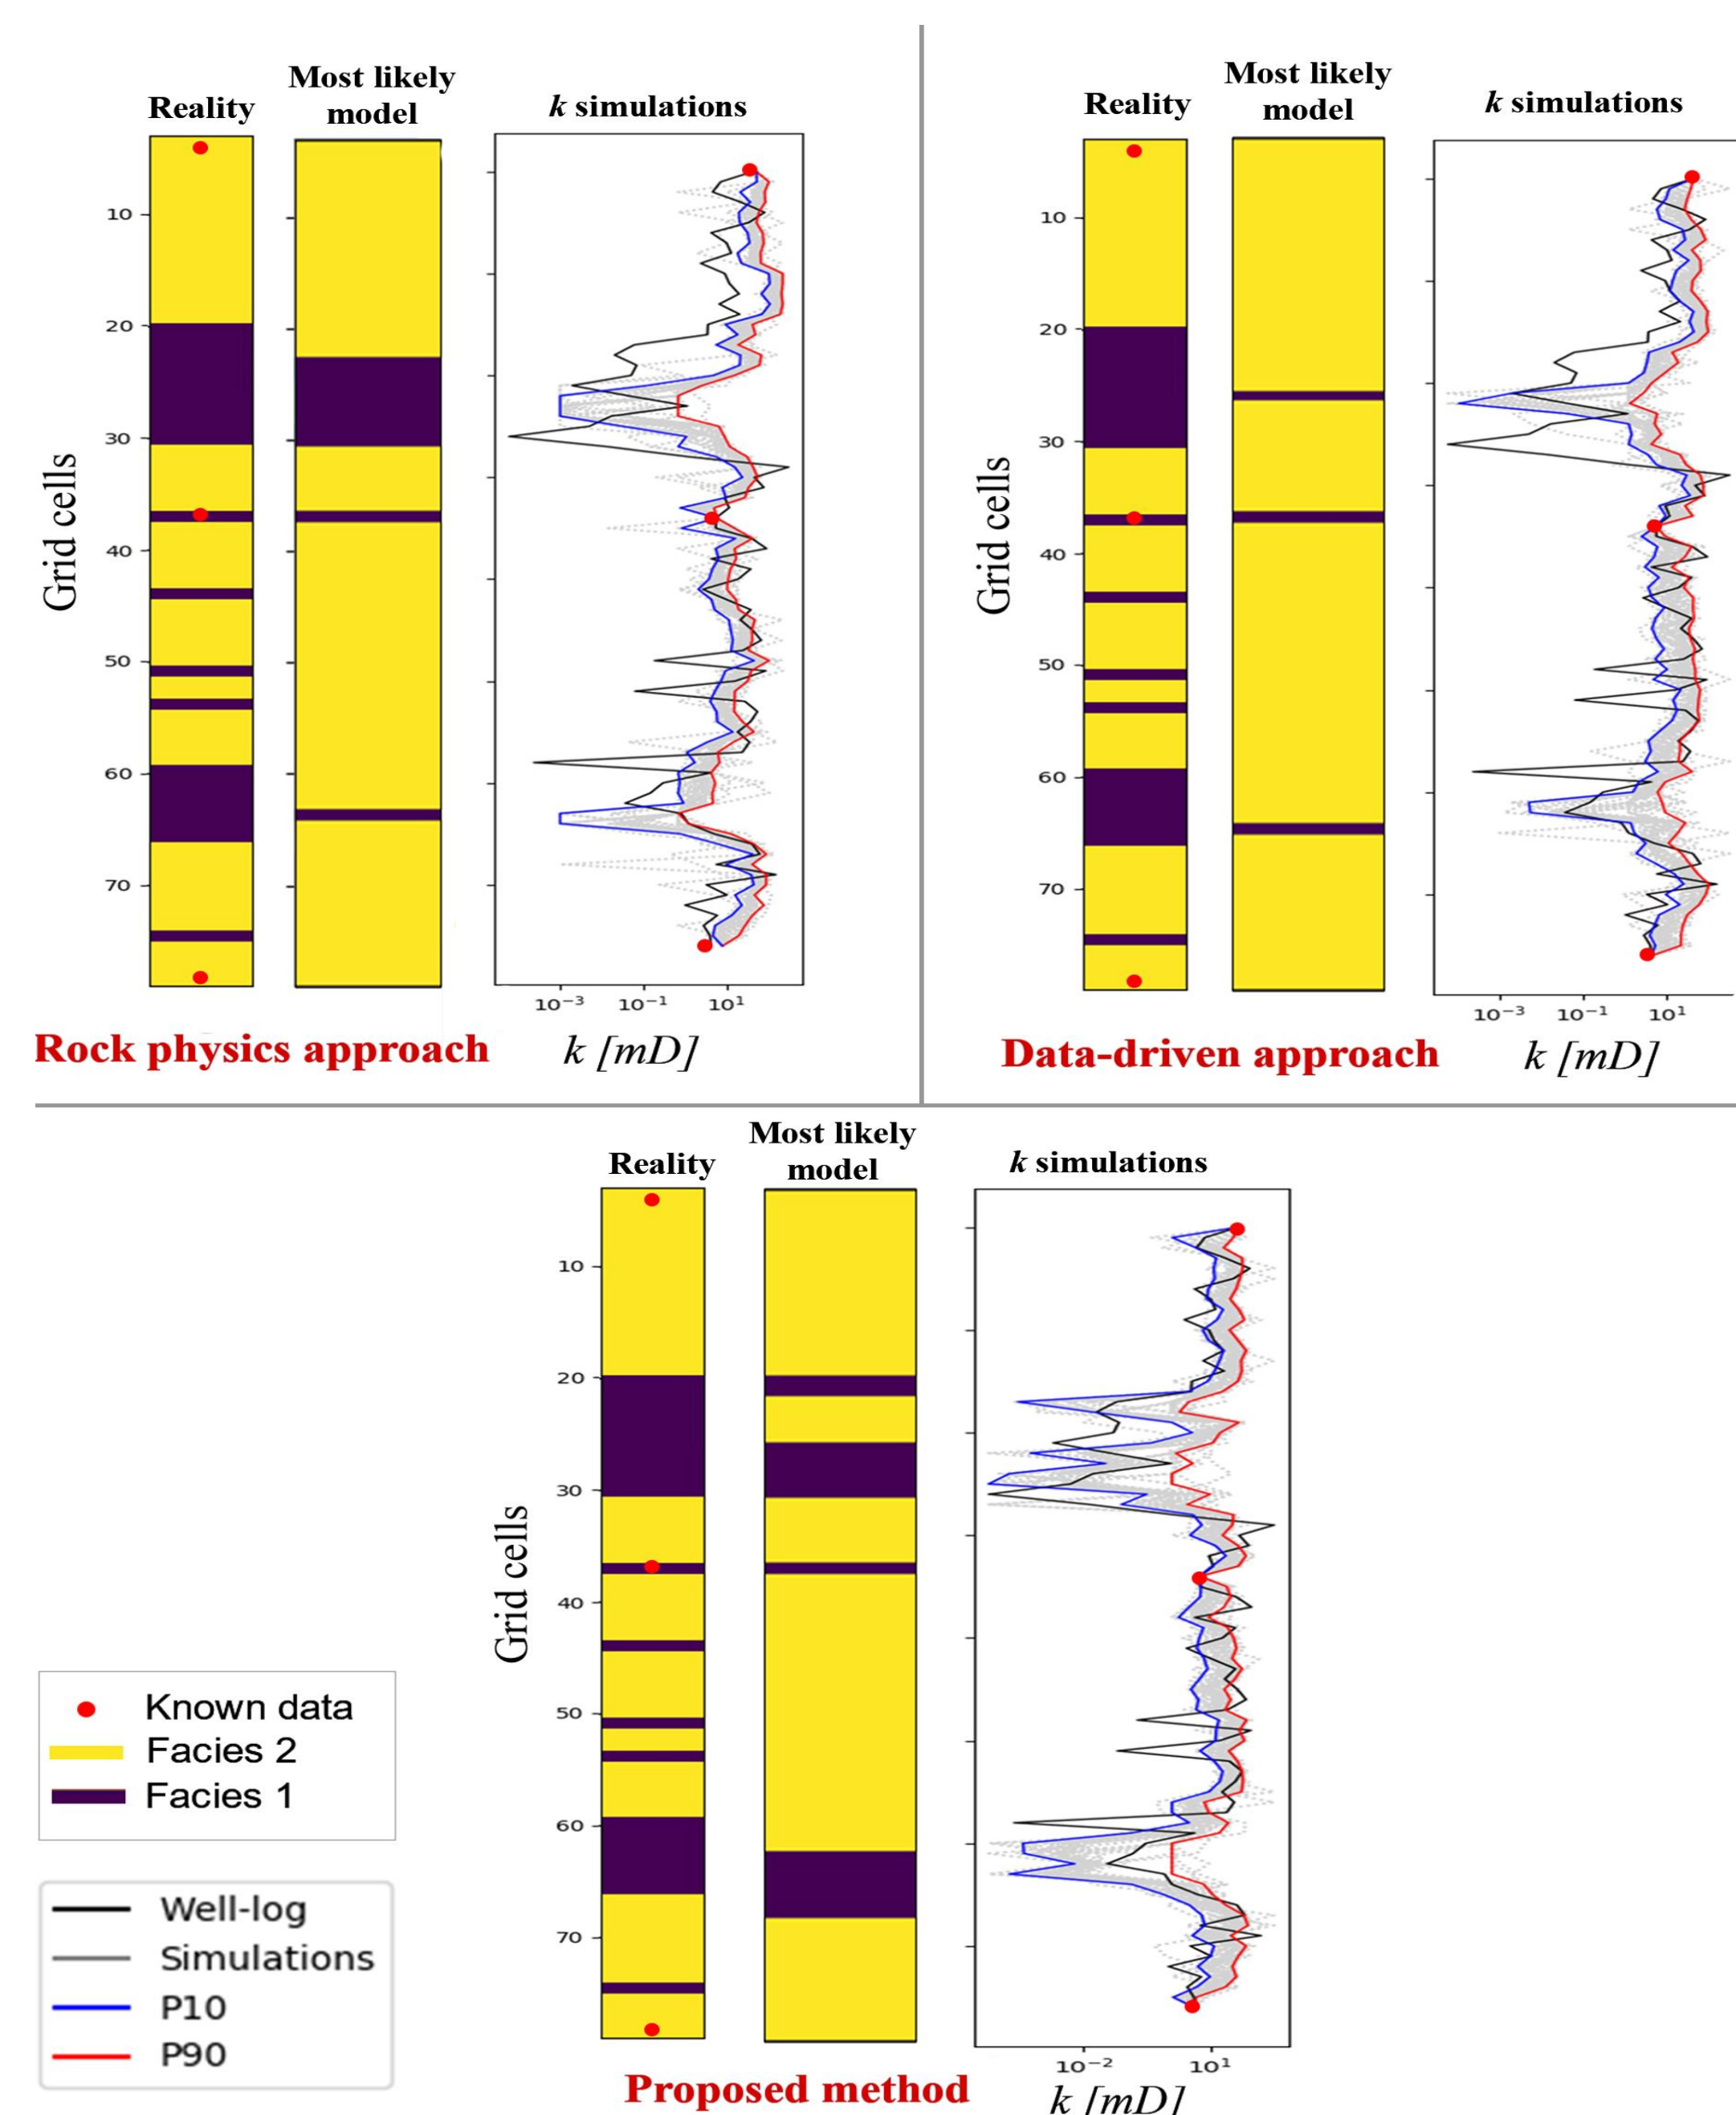 Reality
Most likely
model
k simulations
10
20
30
40
50
60
70
Grid cells
10⁻³ 10⁻¹ 10¹
Rock physics approach
k [mD]
Reality
Most likely
model
k simulations
10
20
30
40
50
60
70
Grid cells
10⁻³ 10⁻¹ 10¹
Data-driven approach
k [mD]
Reality
Most likely
model
k simulations
10
20
30
40
50
60
70
Grid cells
10⁻² 10¹
Proposed method
k [mD]
Known data
Facies 2
Facies 1
Well-log
Simulations
P10
P90